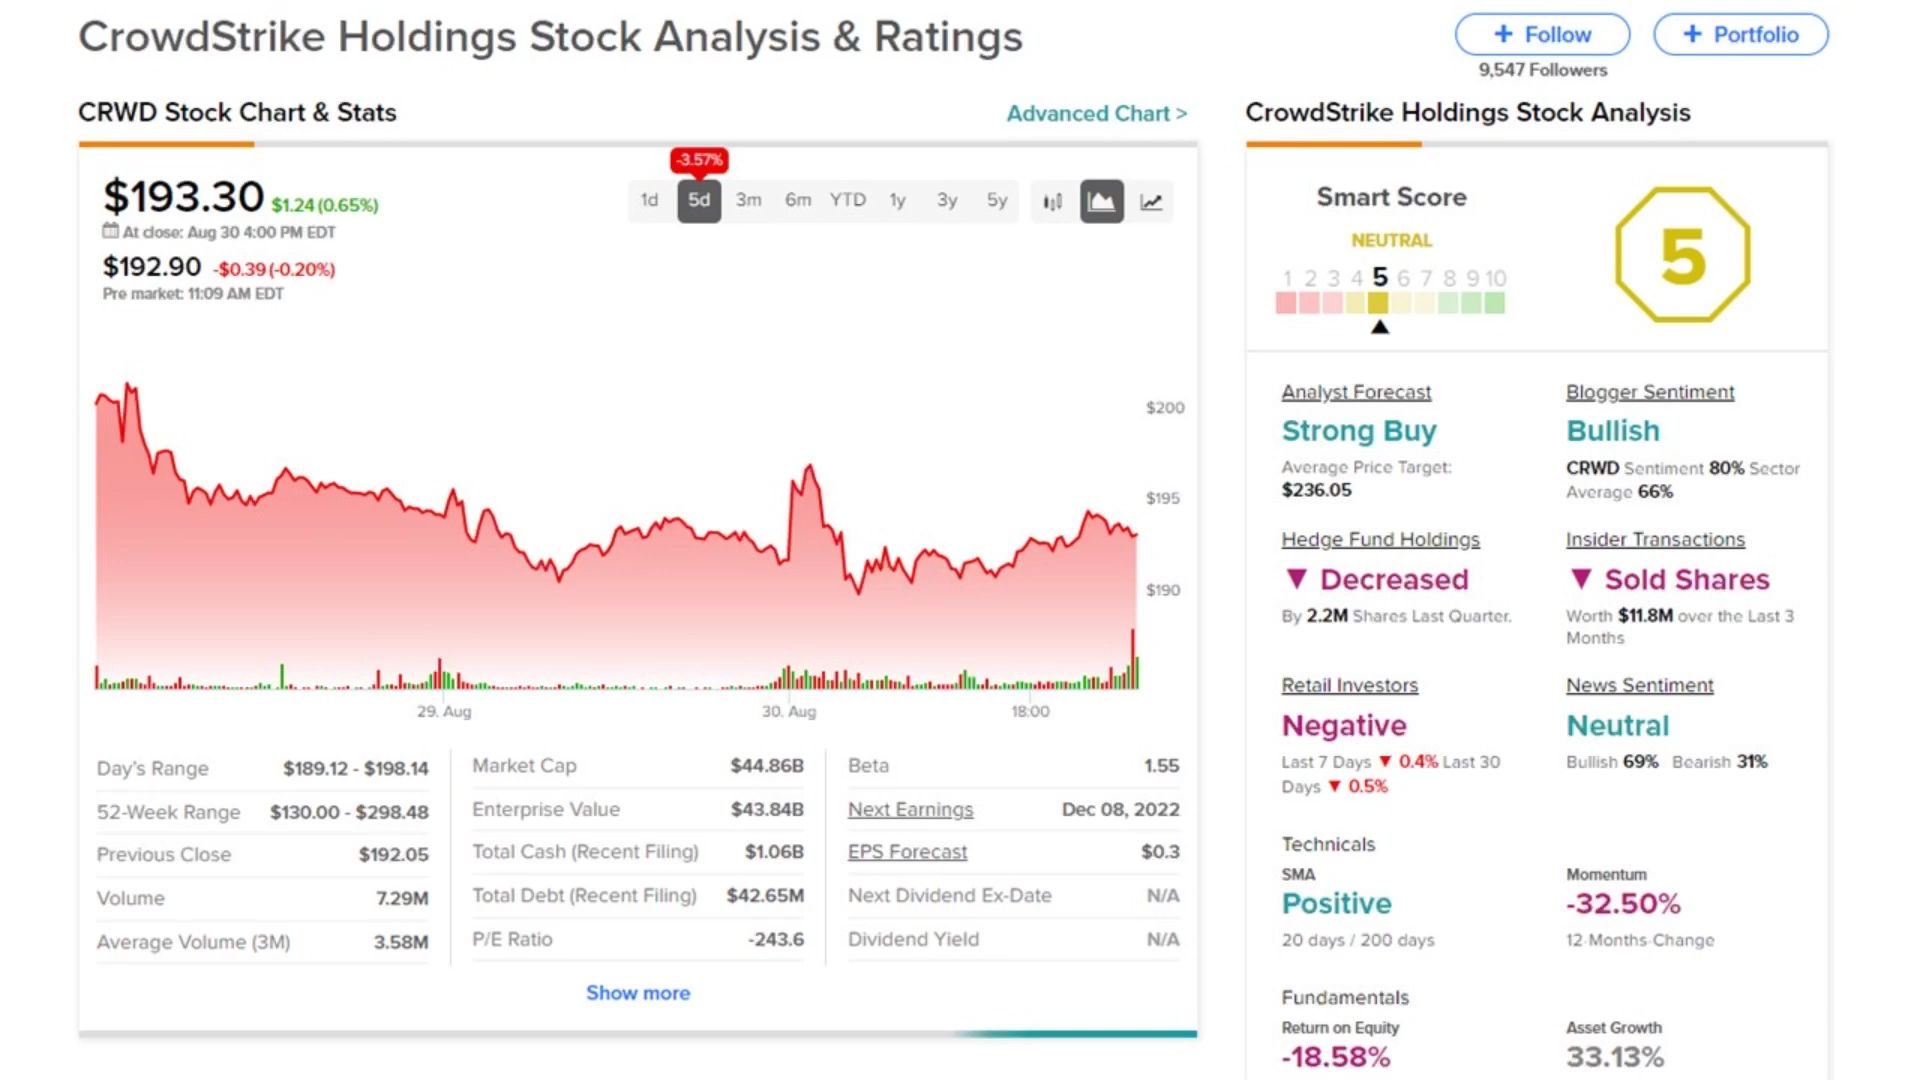 CrowdStrike Holdings Stock Analysis & Ratings
+ Follow
+ Portfolio
9,547 Followers
CRWD Stock Chart & Stats
Advanced Chart >
-3.57%
$193.30 $1.24 (0.65%)
At close: Aug 30 4:00 PM EDT
$192.90 -$0.39 (-0.20%)
Pre market: 11:09 AM EDT
1d 5d 3m 6m YTD 1y 3y 5y
$200
$195
$190
29. Aug
30. Aug
18:00
Day's Range $189.12 - $198.14
52-Week Range $130.00 - $298.48
Previous Close $192.05
Volume 7.29M
Average Volume (3M) 3.58M
Market Cap $44.86B
Enterprise Value $43.84B
Total Cash (Recent Filing) $1.06B
Total Debt (Recent Filing) $42.65M
P/E Ratio -243.6
Beta 1.55
Next Earnings Dec 08, 2022
EPS Forecast $0.3
Next Dividend Ex-Date N/A
Dividend Yield N/A
Show more
CrowdStrike Holdings Stock Analysis
Smart Score
NEUTRAL
1 2 3 4 5 6 7 8 9 10
5
Analyst Forecast
Strong Buy
Average Price Target:
$236.05
Blogger Sentiment
Bullish
CRWD Sentiment 80% Sector
Average 66%
Hedge Fund Holdings
▼ Decreased
By 2.2M Shares Last Quarter.
Insider Transactions
▼ Sold Shares
Worth $11.8M over the Last 3
Months
Retail Investors
Negative
Last 7 Days ▼ 0.4% Last 30
Days ▼ 0.5%
News Sentiment
Neutral
Bullish 69% Bearish 31%
Technicals
SMA
Positive
20 days / 200 days
Momentum
-32.50%
12-Months-Change
Fundamentals
Return on Equity
-18.58%
Asset Growth
33.13%